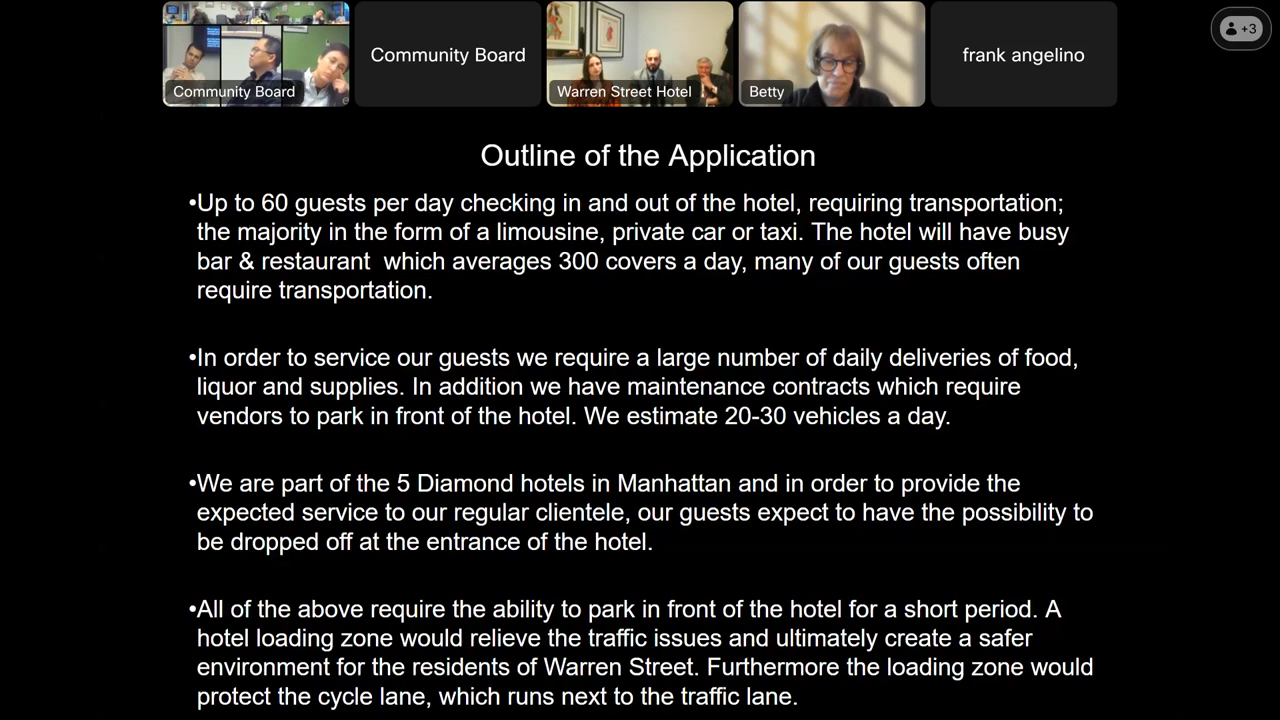 Community Board
Community Board
Warren Street Hotel
Betty
frank angelino
+3
Outline of the Application
•Up to 60 guests per day checking in and out of the hotel, requiring transportation;
the majority in the form of a limousine, private car or taxi. The hotel will have busy
bar & restaurant which averages 300 covers a day, many of our guests often
require transportation.
•In order to service our guests we require a large number of daily deliveries of food,
liquor and supplies. In addition we have maintenance contracts which require
vendors to park in front of the hotel. We estimate 20-30 vehicles a day.
•We are part of the 5 Diamond hotels in Manhattan and in order to provide the
expected service to our regular clientele, our guests expect to have the possibility to
be dropped off at the entrance of the hotel.
•All of the above require the ability to park in front of the hotel for a short period. A
hotel loading zone would relieve the traffic issues and ultimately create a safer
environment for the residents of Warren Street. Furthermore the loading zone would
protect the cycle lane, which runs next to the traffic lane.